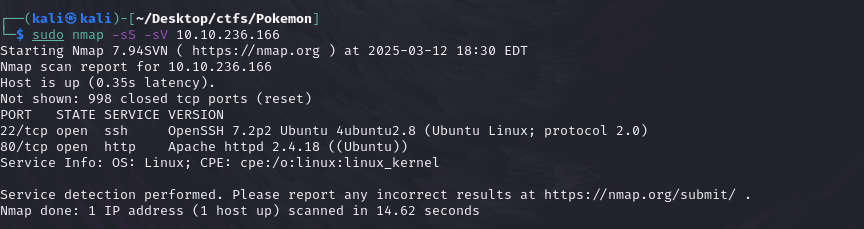 ┌──(kali㉿kali)-[~/Desktop/ctfs/Pokemon]
└─$ sudo nmap -sS -sV 10.10.236.166
Starting Nmap 7.94SVN ( https://nmap.org ) at 2025-03-12 18:30 EDT
Nmap scan report for 10.10.236.166
Host is up (0.35s latency).
Not shown: 998 closed tcp ports (reset)
PORT   STATE SERVICE VERSION
22/tcp open  ssh     OpenSSH 7.2p2 Ubuntu 4ubuntu2.8 (Ubuntu Linux; protocol 2.0)
80/tcp open  http    Apache httpd 2.4.18 ((Ubuntu))
Service Info: OS: Linux; CPE: cpe:/o:linux:linux_kernel

Service detection performed. Please report any incorrect results at https://nmap.org/submit/ .
Nmap done: 1 IP address (1 host up) scanned in 14.62 seconds